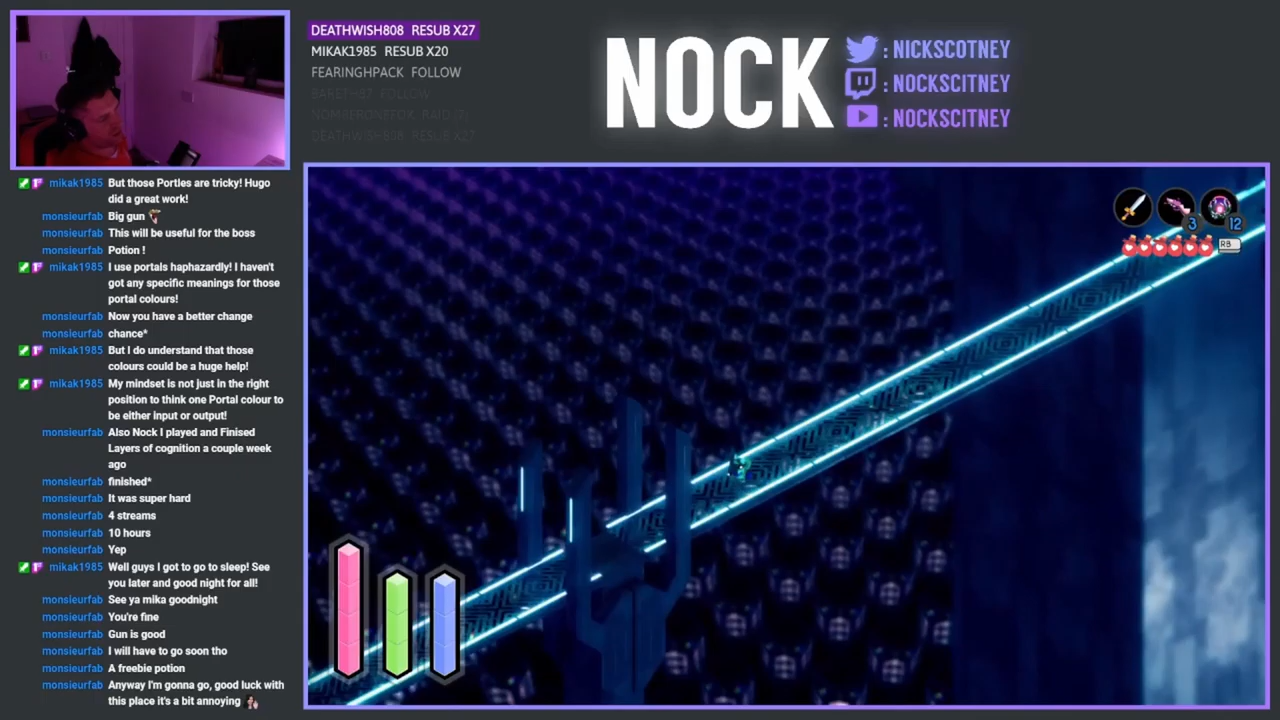 DEATHWISH808 RESUB X27
MIKAK1985 RESUB X20
FEARINGHPACK FOLLOW
BARETH97 FOLLOW
DEATHWISH808 RESUB X27
NOCK
: NICKSCOTNEY
: NOCKSCITNEY
: NOCKSCITNEY
mikak1985 But those Portles are tricky! Hugo
did a great work!
monsieurfab Big gun
monsieurfab This will be useful for the boss
monsieurfab Potion !
mikak1985 I use portals haphazardly! I haven't
got any specific meanings for those
portal colours!
monsieurfab Now you have a better change
monsieurfab chance*
mikak1985 But I do understand that those
colours could be a huge help!
mikak1985 My mindset is not just in the right
position to think one Portal colour to
be either input or output!
monsieurfab Also Nock I played and Finised
Layers of cognition a couple week
ago
monsieurfab finished*
monsieurfab It was super hard
monsieurfab 4 streams
monsieurfab 10 hours
monsieurfab Yep
mikak1985 Well guys I got to go to sleep! See
you later and good night for all!
monsieurfab See ya mika goodnight
monsieurfab You're fine
monsieurfab Gun is good
monsieurfab I will have to go soon tho
monsieurfab A freebie potion
monsieurfab Anyway I'm gonna go, good luck with
this place it's a bit annoying
3
12
RB